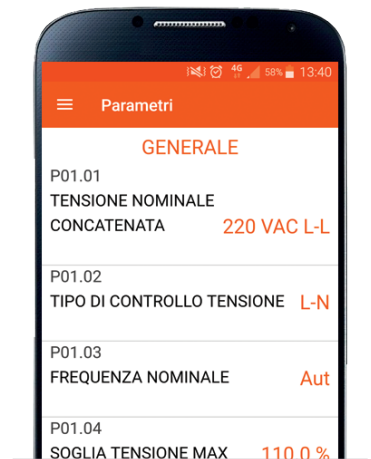 4G 58% 13:40
Parametri
GENERALE
P01.01
TENSIONE NOMINALE
CONCATENATA 220 VAC L-L
P01.02
TIPO DI CONTROLLO TENSIONE L-N
P01.03
FREQUENZA NOMINALE Aut
P01.04
SOGLIA TENSIONE MAX 110.0 %